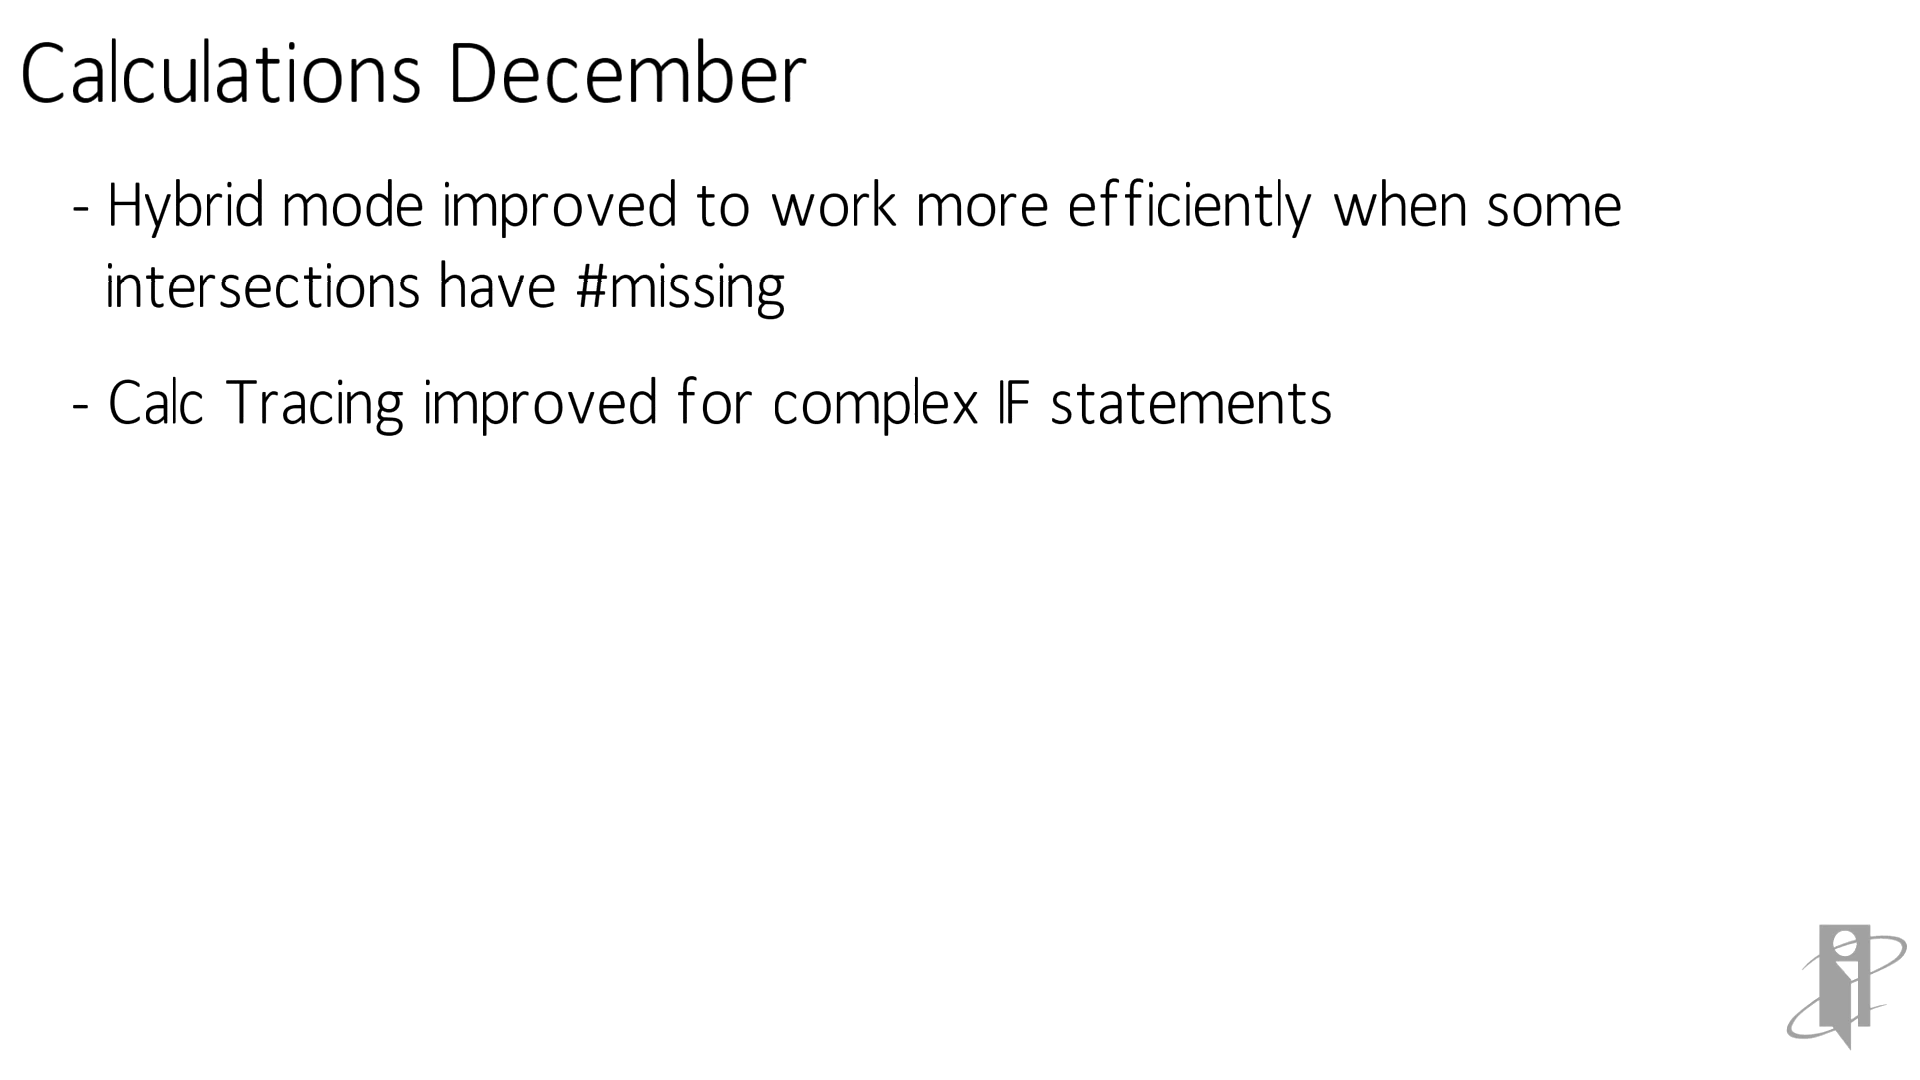 Calculations December
- Hybrid mode improved to work more efficiently when some
intersections have #missing
- Calc Tracing improved for complex IF statements